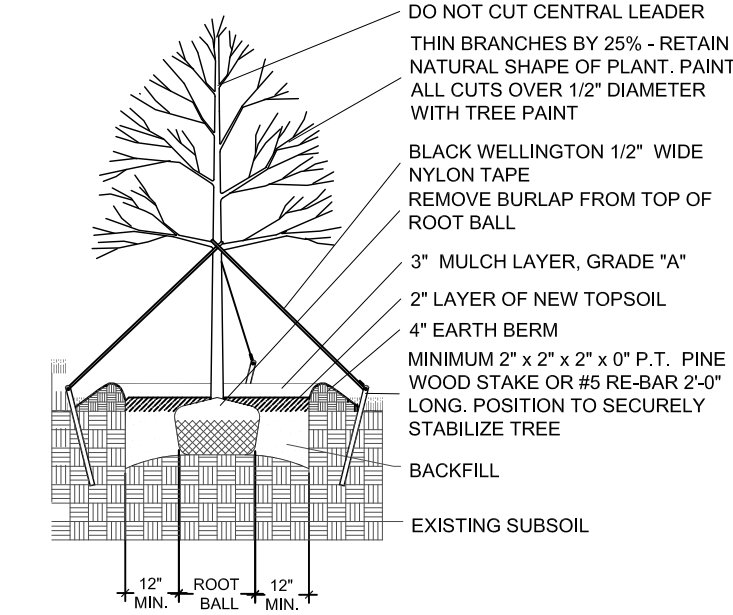 DO NOT CUT CENTRAL LEADER
THIN BRANCHES BY 25% - RETAIN
NATURAL SHAPE OF PLANT. PAINT
ALL CUTS OVER 1/2" DIAMETER
WITH TREE PAINT
BLACK WELLINGTON 1/2" WIDE
NYLON TAPE
REMOVE BURLAP FROM TOP OF
ROOT BALL
3" MULCH LAYER, GRADE "A"
2" LAYER OF NEW TOPSOIL
4" EARTH BERM
MINIMUM 2" x 2" x 2" x 0" P.T. PINE
WOOD STAKE OR #5 RE-BAR 2'-0"
LONG. POSITION TO SECURELY
STABILIZE TREE
BACKFILL
EXISTING SUBSOIL
12"
MIN.
ROOT
BALL
12"
MIN.